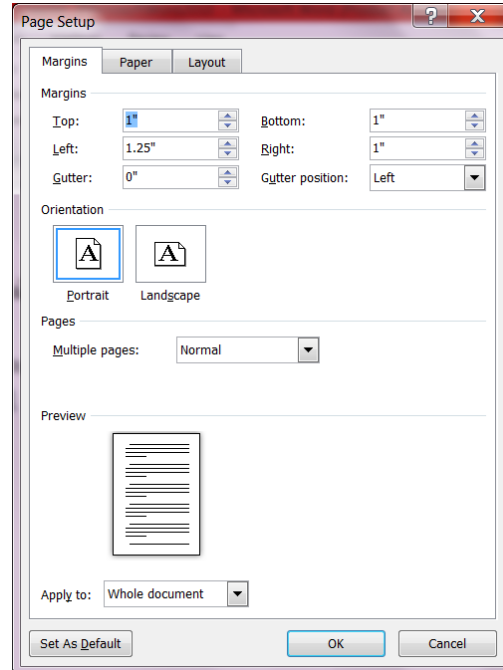 Page Setup
Margins Paper Layout
Margins
Top: 1" Bottom: 1"
Left: 1.25" Right: 1"
Gutter: 0" Gutter position: Left
Orientation
A A
Portrait Landscape
Pages
Multiple pages: Normal
Preview
Apply to: Whole document
Set As Default OK Cancel